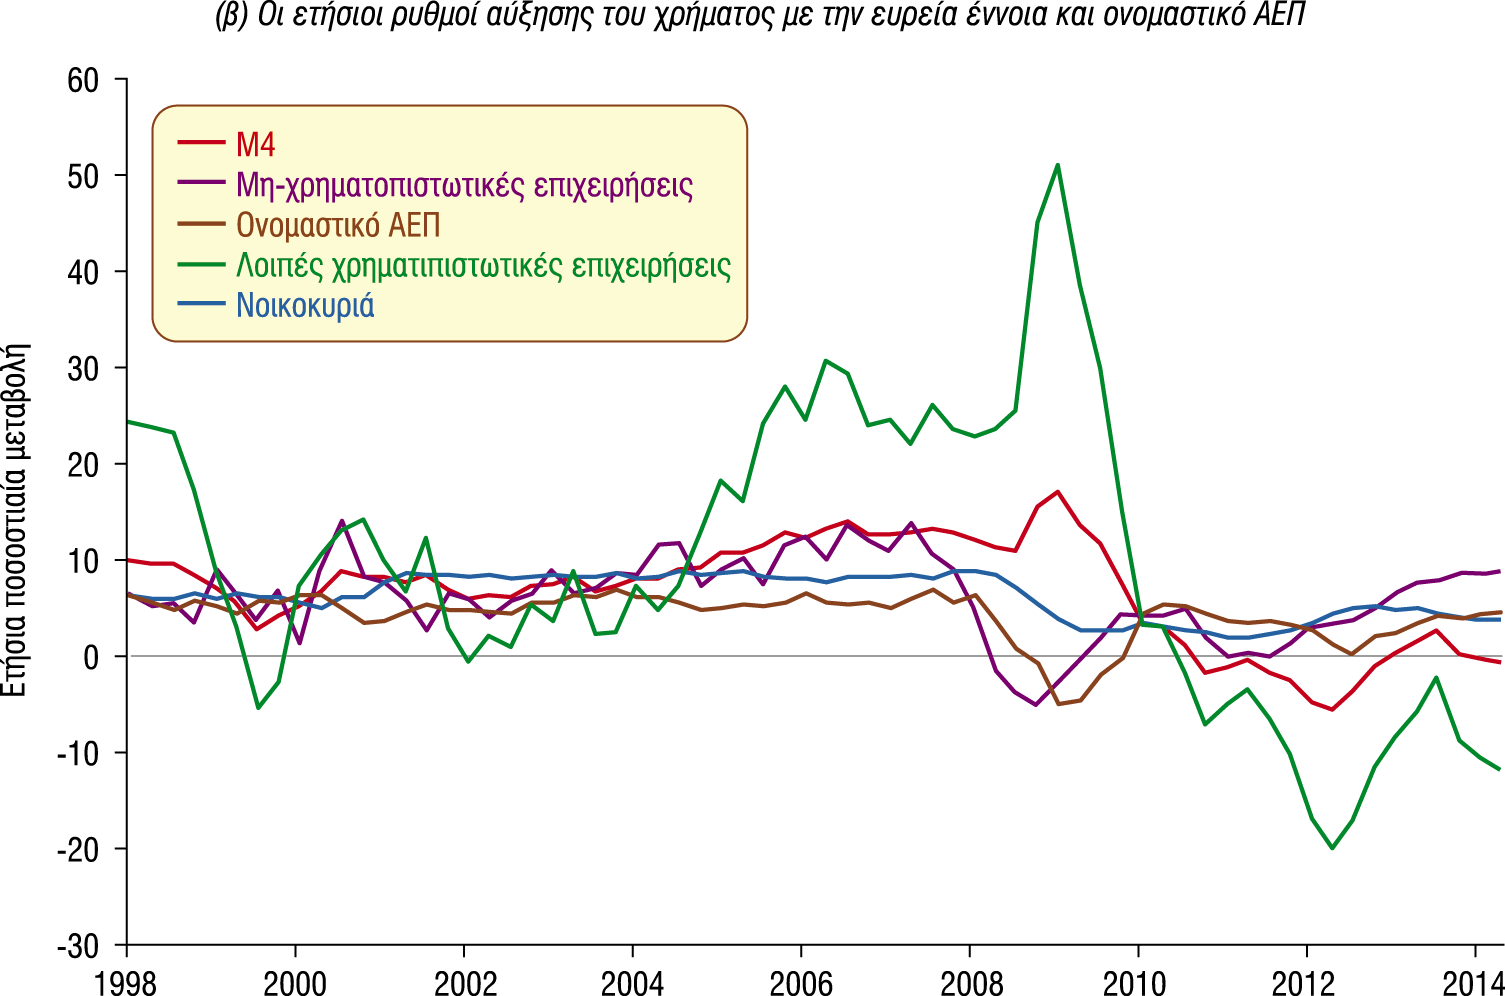 (β) Οι ετήσιοι ρυθμοί αύξησης του χρήματος με την ευρεία έννοια και ονομαστικό ΑΕΠ
Ετήσια ποσοστιαία μεταβολή
60
50
40
30
20
10
0
-10
-20
-30
M4
Μη-χρηματοπιστωτικές επιχειρήσεις
Ονομαστικό ΑΕΠ
Λοιπές χρηματιπιστωτικές επιχειρήσεις
Νοικοκυριά
1998 2000 2002 2004 2006 2008 2010 2012 2014